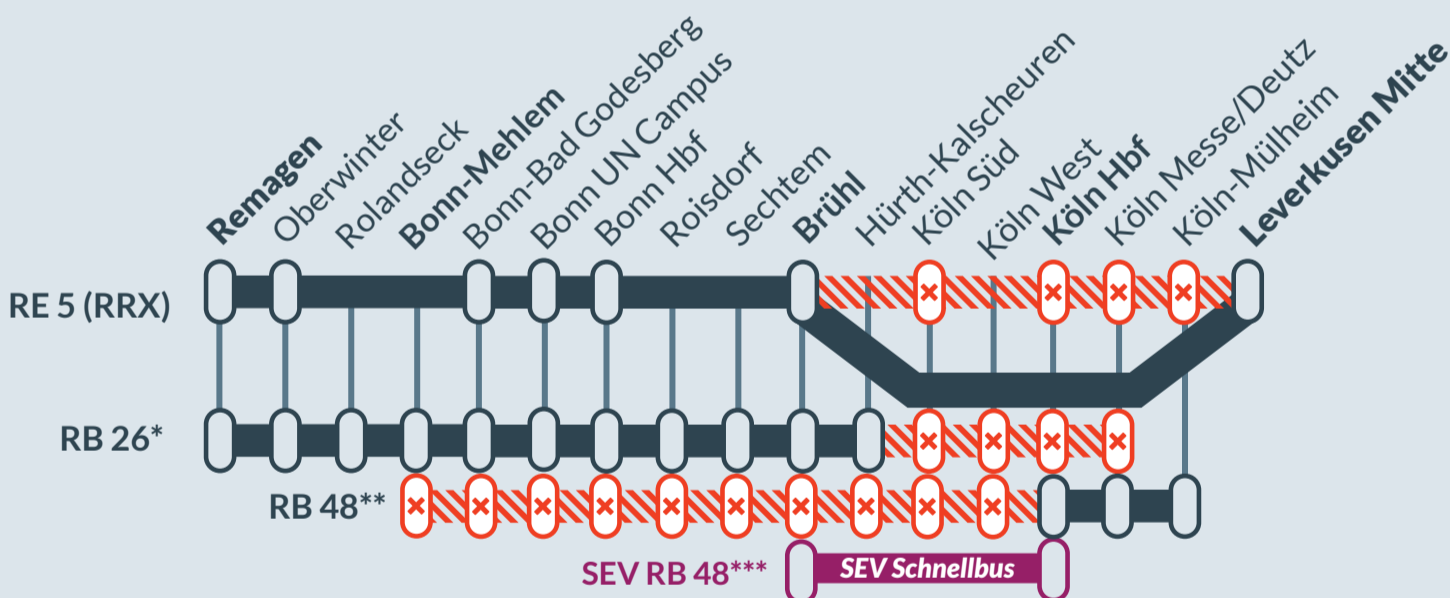 Remagen
Oberwinter
Rolandseck
Bonn-Mehlem
Bonn-Bad Godesberg
Bonn UN Campus
Bonn Hbf
Roisdorf
Sechtem
Brühl
Hürth-Kalscheuren
Köln Süd
Köln West
Köln Hbf
Köln Messe/Deutz
Köln-Mülheim
Leverkusen Mitte
RE 5 (RRX)
RB 26*
RB 48**
SEV RB 48***
SEV Schnellbus